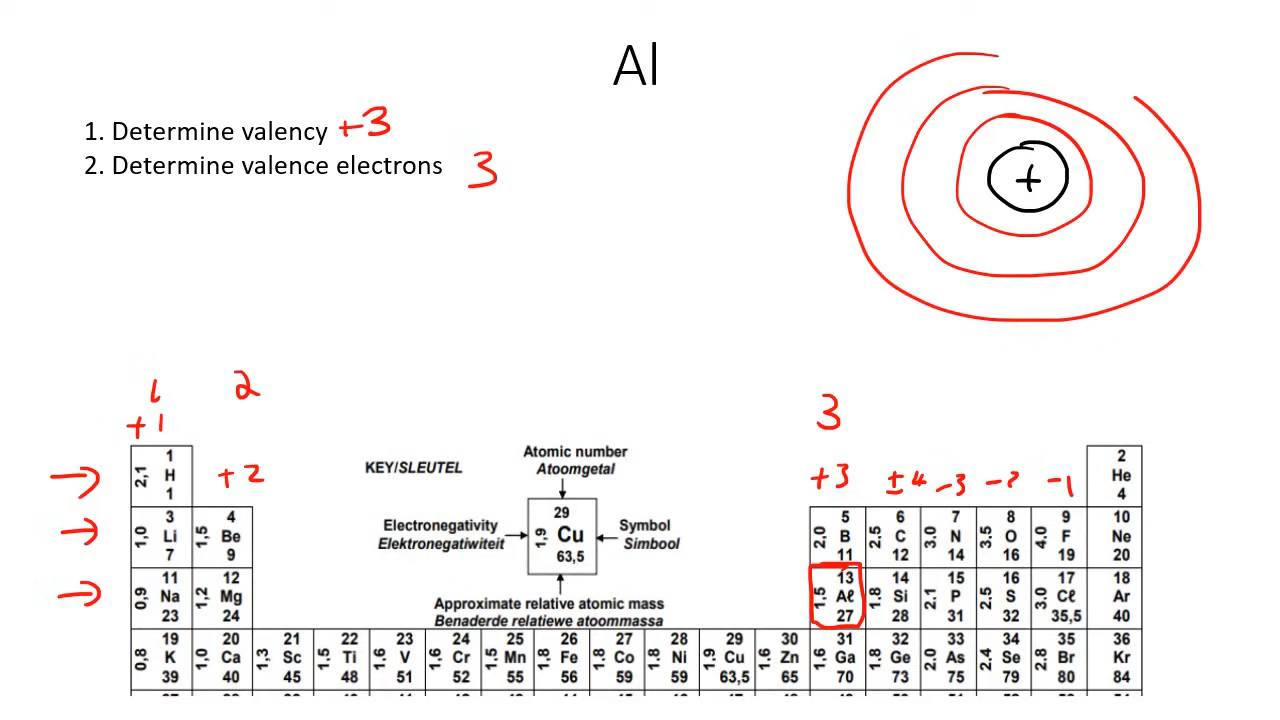 Al
1. Determine valency +3
2. Determine valence electrons 3
+
1 2 3
+1 +2 +3 ±4 -3 -2 -1
KEY/SLEUTEL
Atomic number
Atoomgetal
29
1,9 Cu
63,5
Electronegativity
Elektronegatiwiteit
Symbol
Simbool
Approximate relative atomic mass
Benaderde relatiewe atoommassa
1 2
2,1 H He
1 4
3 4 5 6 7 8 9 10
1,0 Li 1,5 Be 2,0 B 2,5 C 3,0 N 3,5 O 4,0 F Ne
7 9 11 12 14 16 19 20
11 12 13 14 15 16 17 18
0,9 Na 1,2 Mg 1,5 Aℓ 1,8 Si 2,1 P 2,5 S 3,0 Cℓ Ar
23 24 27 28 31 32 35,5 40
19 20 21 22 23 24 25 26 27 28 29 30 31 32 33 34 35 36
0,8 K 1,0 Ca 1,3 Sc 1,5 Ti 1,6 V 1,6 Cr 1,5 Mn 1,8 Fe 1,8 Co 1,8 Ni 1,9 Cu 1,6 Zn 1,6 Ga 1,8 Ge 2,0 As 2,4 Se 2,8 Br Kr
39 40 45 48 51 52 55 56 59 59 63,5 65 70 73 75 79 80 84